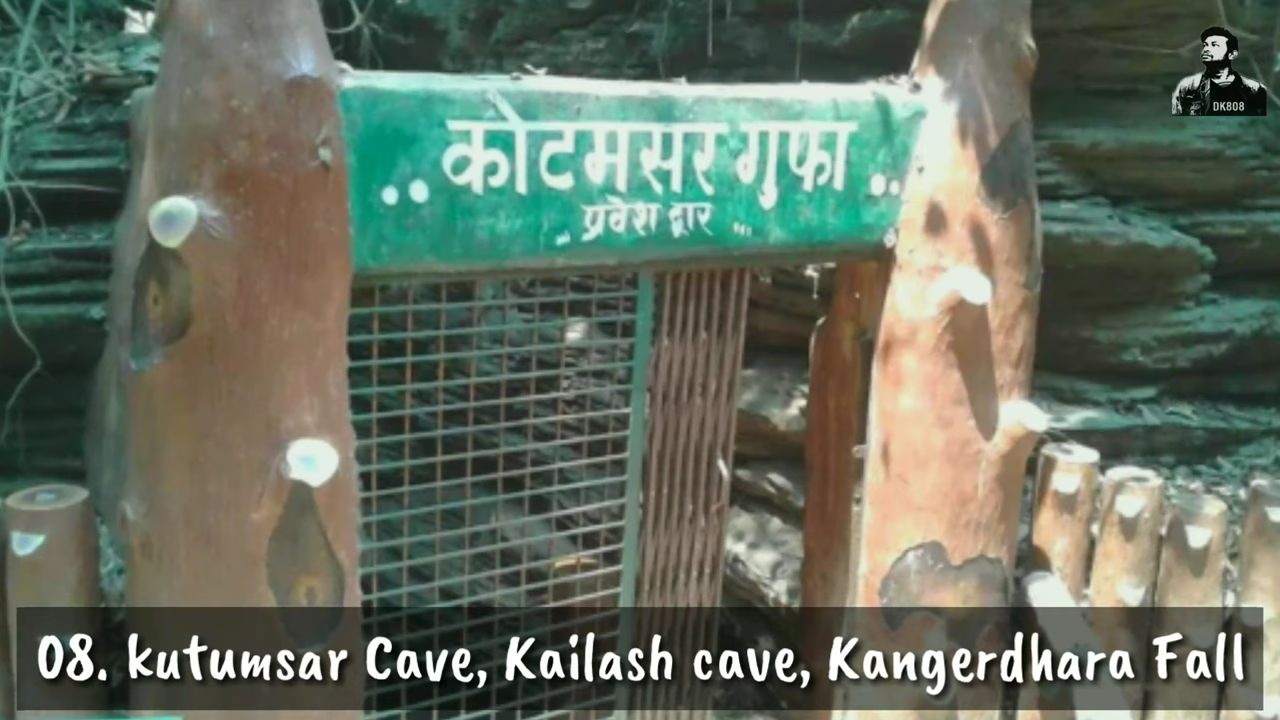 DK808
..कोटमसर गुफा..
... प्रवेश द्वार ...
08. kutumsar Cave, Kailash cave, Kangerdhara Fall